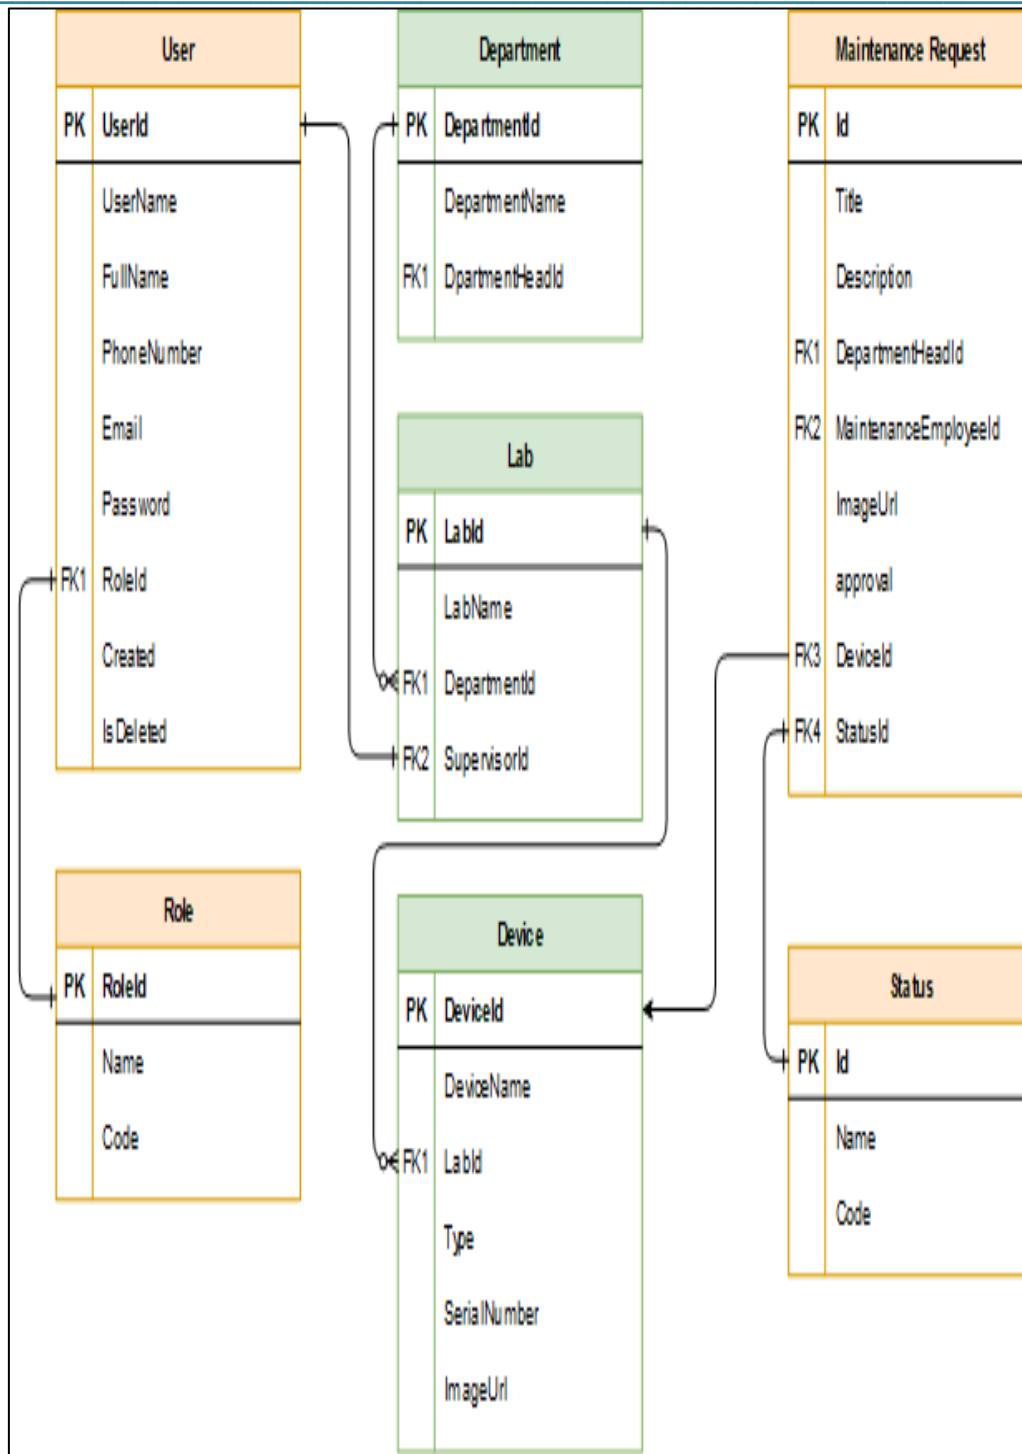 User
PK UserId
UserName
FullName
PhoneNumber
Email
Password
FK1 RoleId
Created
IsDeleted
Role
PK RoleId
Name
Code
Department
PK DepartmentId
DepartmentName
FK1 DpartmentHeadId
Lab
PK LabId
LabName
FK1 DepartmentId
FK2 SupervisorId
Device
PK DeviceId
DeviceName
FK1 LabId
Type
SerialNumber
ImageUrl
Maintenance Request
PK Id
Title
Description
FK1 DepartmentHeadId
FK2 MaintenanceEmployeeId
ImageUrl
approval
FK3 DeviceId
FK4 StatusId
Status
PK Id
Name
Code